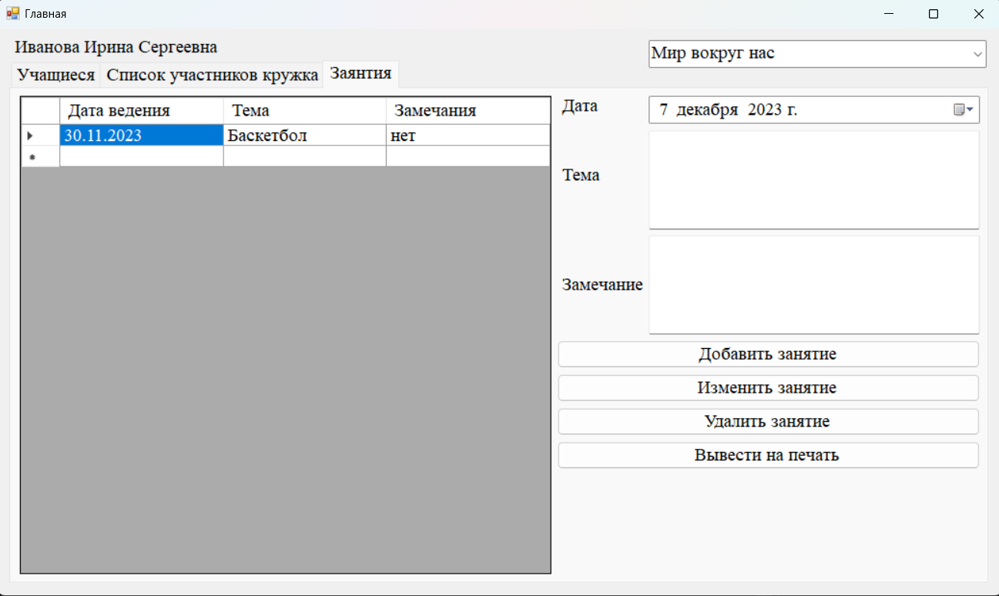 Главная
Иванова Ирина Сергеевна
Мир вокруг нас
Учащиеся Список участников кружка Заянтия
Дата ведения Тема Замечания
30.11.2023 Баскетбол нет
Дата 7 декабря 2023 г.
Тема
Замечание
Добавить занятие
Изменить занятие
Удалить занятие
Вывести на печать